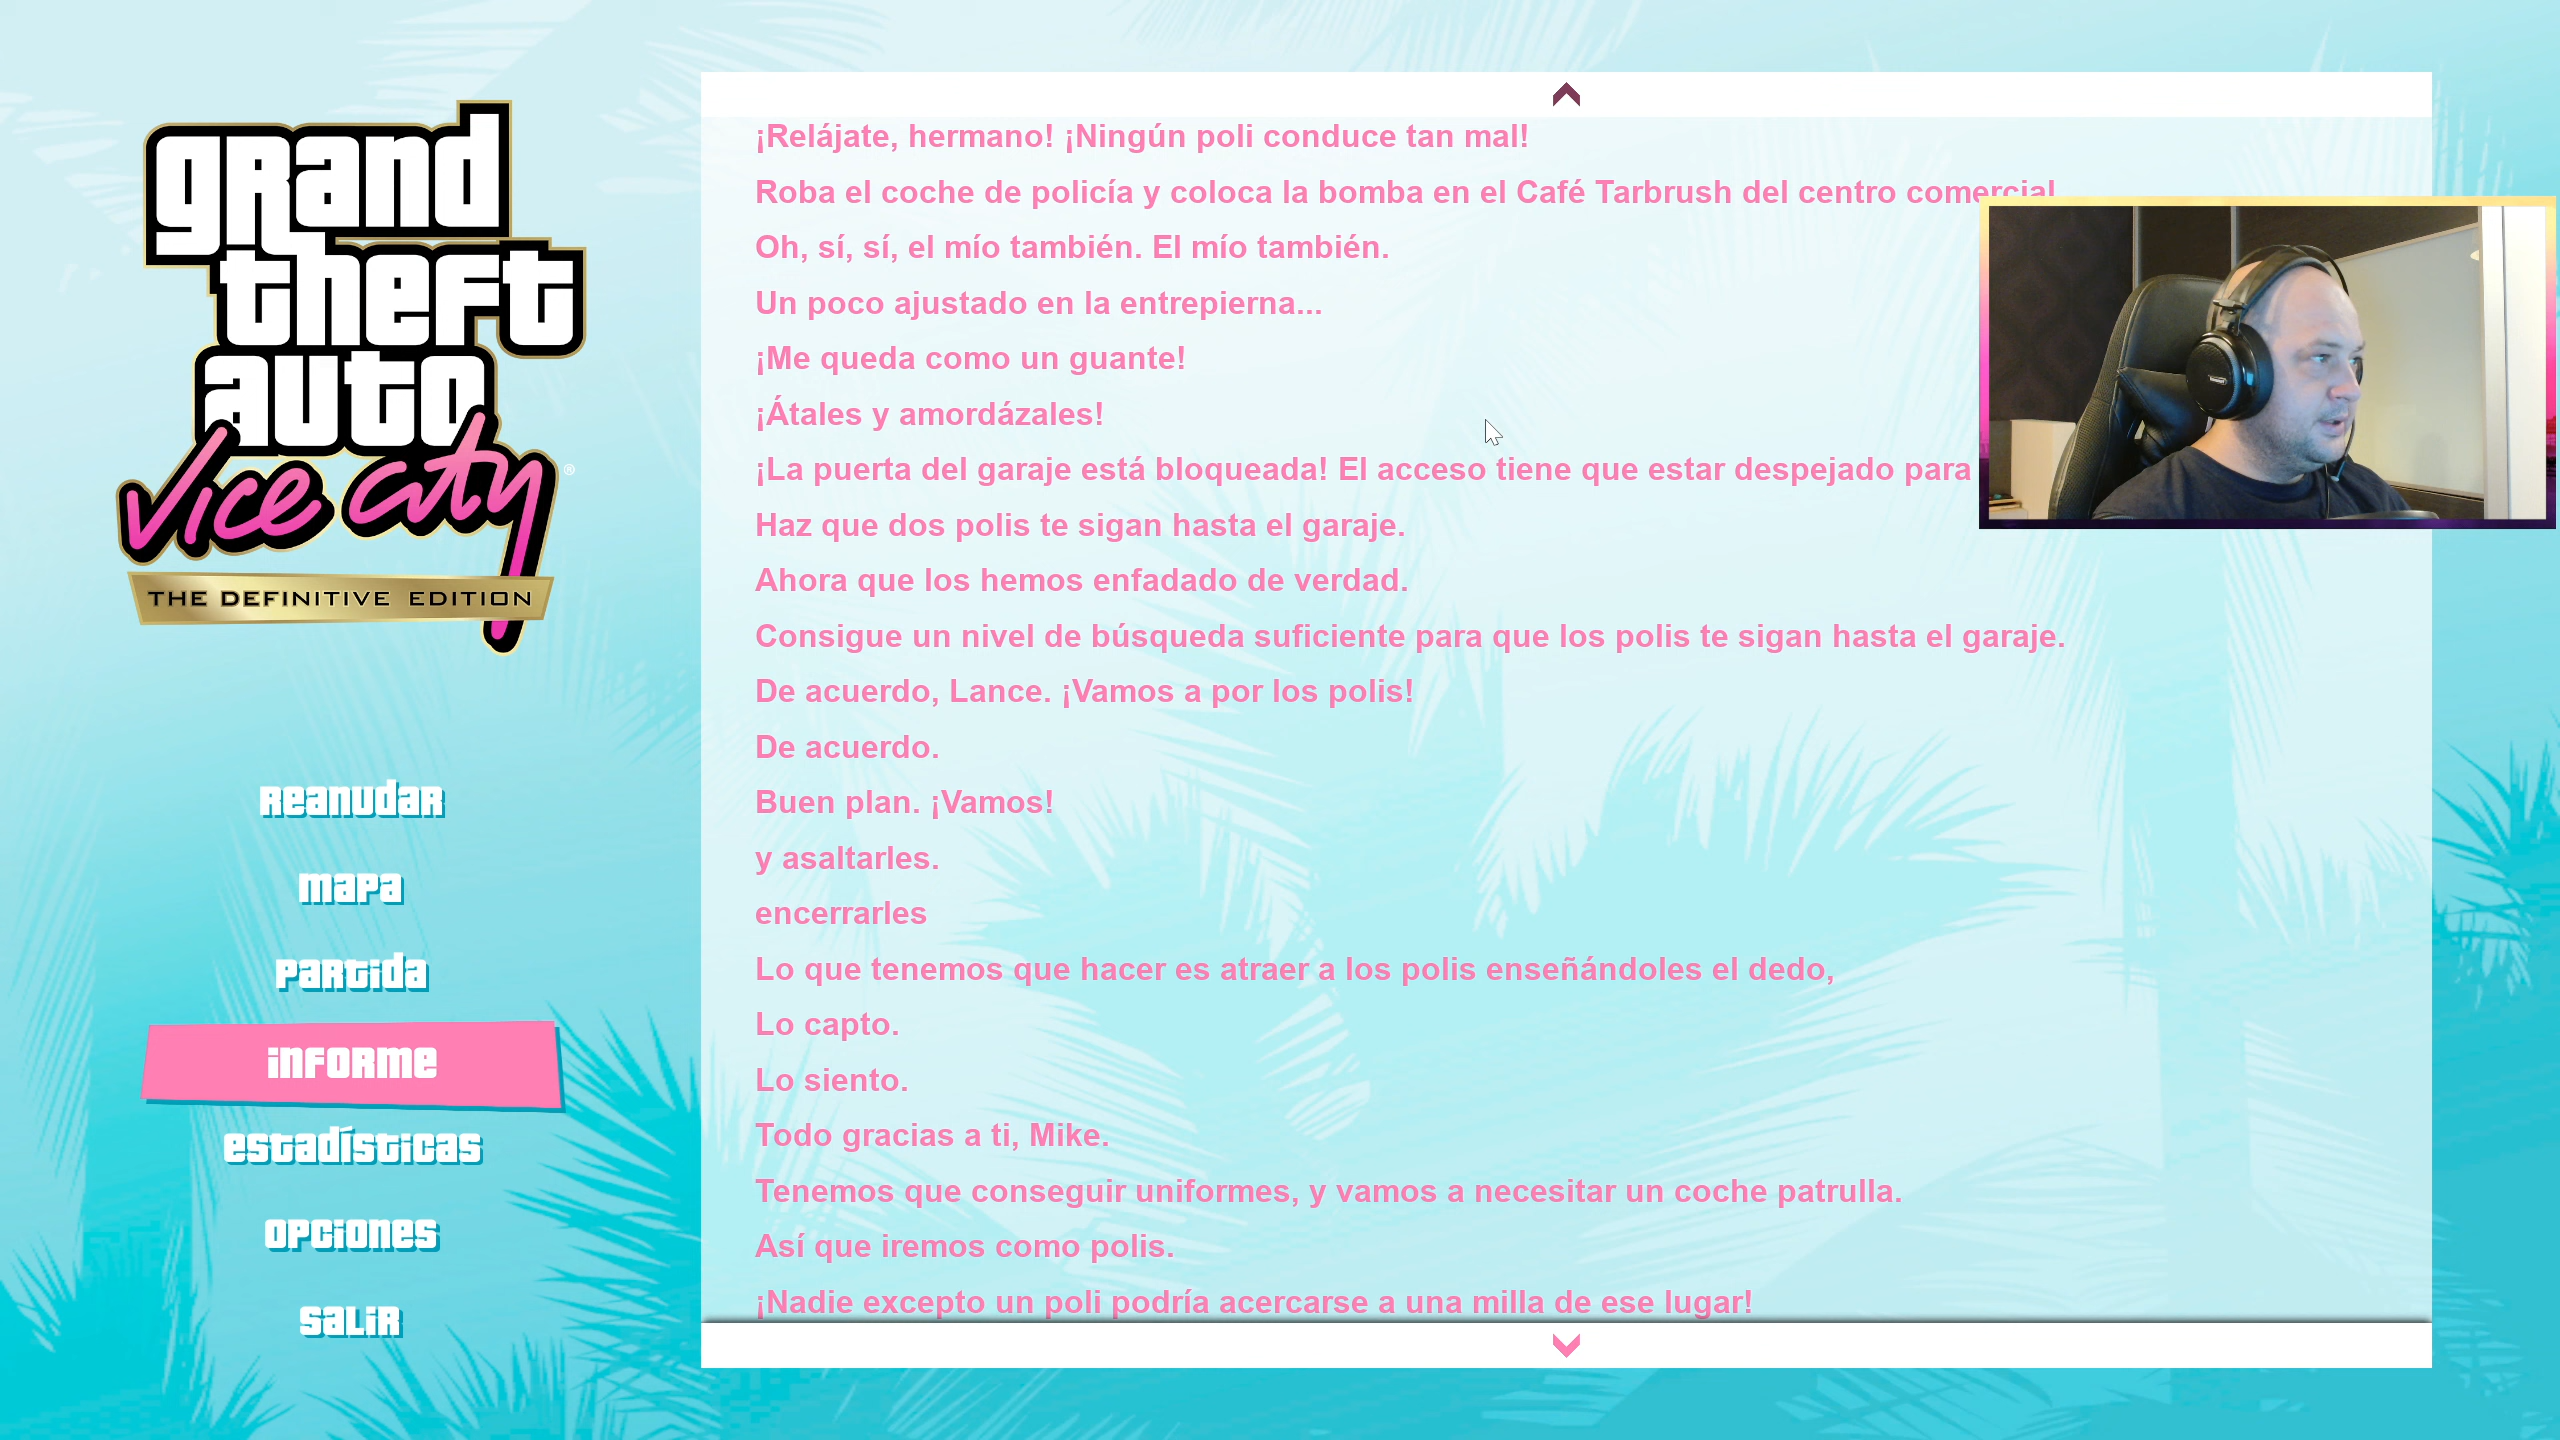 grand
theft
auto
vice city®
THE DEFINITIVE EDITION
Reanudar
mapa
Partida
informe
estadísticas
opciones
salir
¡Relájate, hermano! ¡Ningún poli conduce tan mal!
Roba el coche de policía y coloca la bomba en el Café Tarbrush del centro comercial
Oh, sí, sí, el mío también. El mío también.
Un poco ajustado en la entrepierna...
¡Me queda como un guante!
¡Átales y amordázales!
¡La puerta del garaje está bloqueada! El acceso tiene que estar despejado para
Haz que dos polis te sigan hasta el garaje.
Ahora que los hemos enfadado de verdad.
Consigue un nivel de búsqueda suficiente para que los polis te sigan hasta el garaje.
De acuerdo, Lance. ¡Vamos a por los polis!
De acuerdo.
Buen plan. ¡Vamos!
y asaltarles.
encerrarles
Lo que tenemos que hacer es atraer a los polis enseñándoles el dedo,
Lo capto.
Lo siento.
Todo gracias a ti, Mike.
Tenemos que conseguir uniformes, y vamos a necesitar un coche patrulla.
Así que iremos como polis.
¡Nadie excepto un poli podría acercarse a una milla de ese lugar!